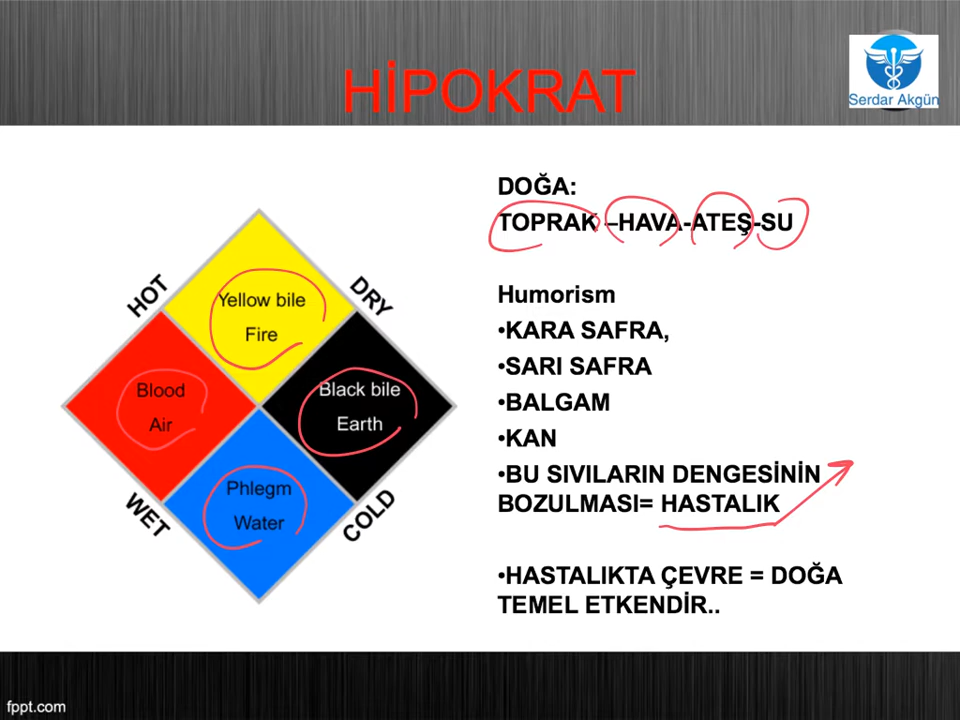 HİPOKRAT
Serdar Akgün
HOT
DRY
Yellow bile
Fire
Blood
Air
Black bile
Earth
Phlegm
Water
WET
COLD
DOĞA:
TOPRAK –HAVA-ATEŞ-SU
Humorism
•KARA SAFRA,
•SARI SAFRA
•BALGAM
•KAN
•BU SIVILARIN DENGESİNİN
BOZULMASI= HASTALIK
•HASTALIKTA ÇEVRE = DOĞA
TEMEL ETKENDİR..
fppt.com